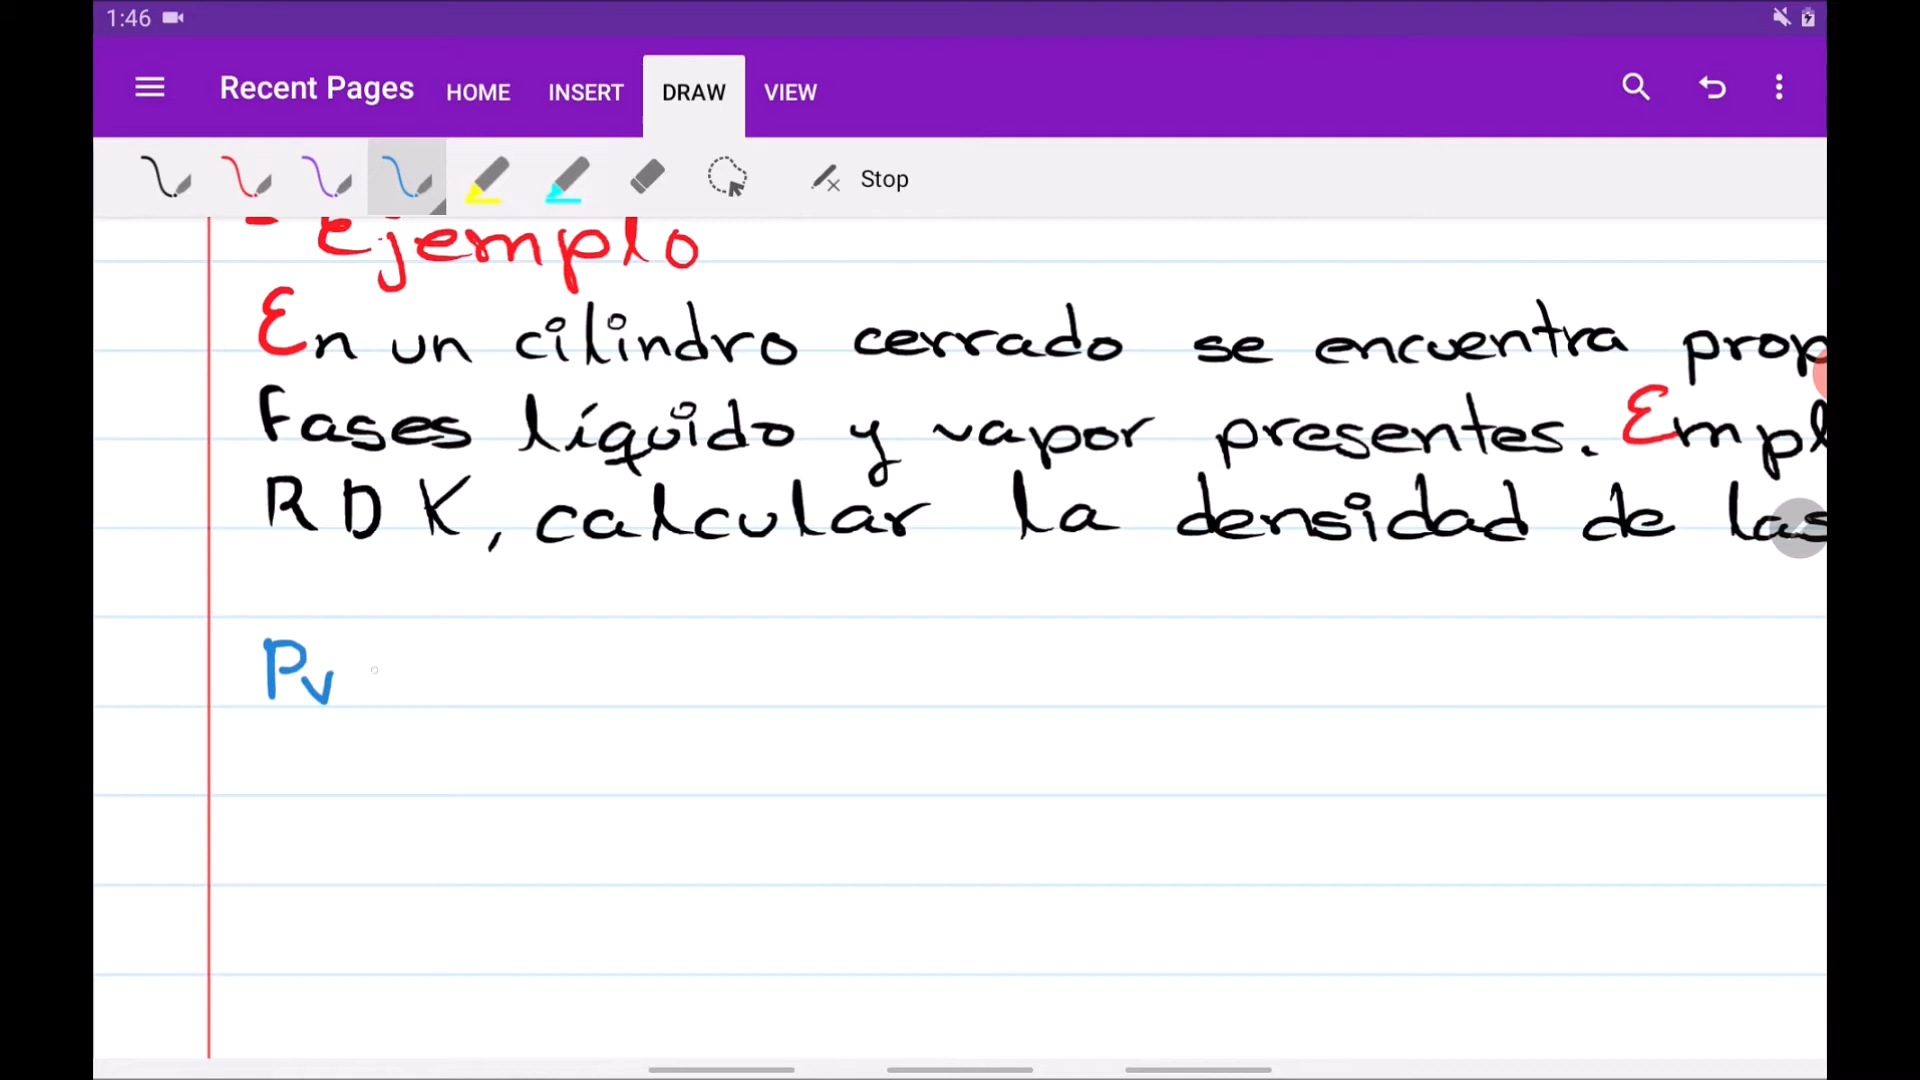 1:46
Recent Pages HOME INSERT DRAW VIEW
Stop
- Ejemplo
En un cilindro cerrado se encuentra prop
Fases líquido y vapor presentes. Empl
RDK, calcular la densidad de las
Pv